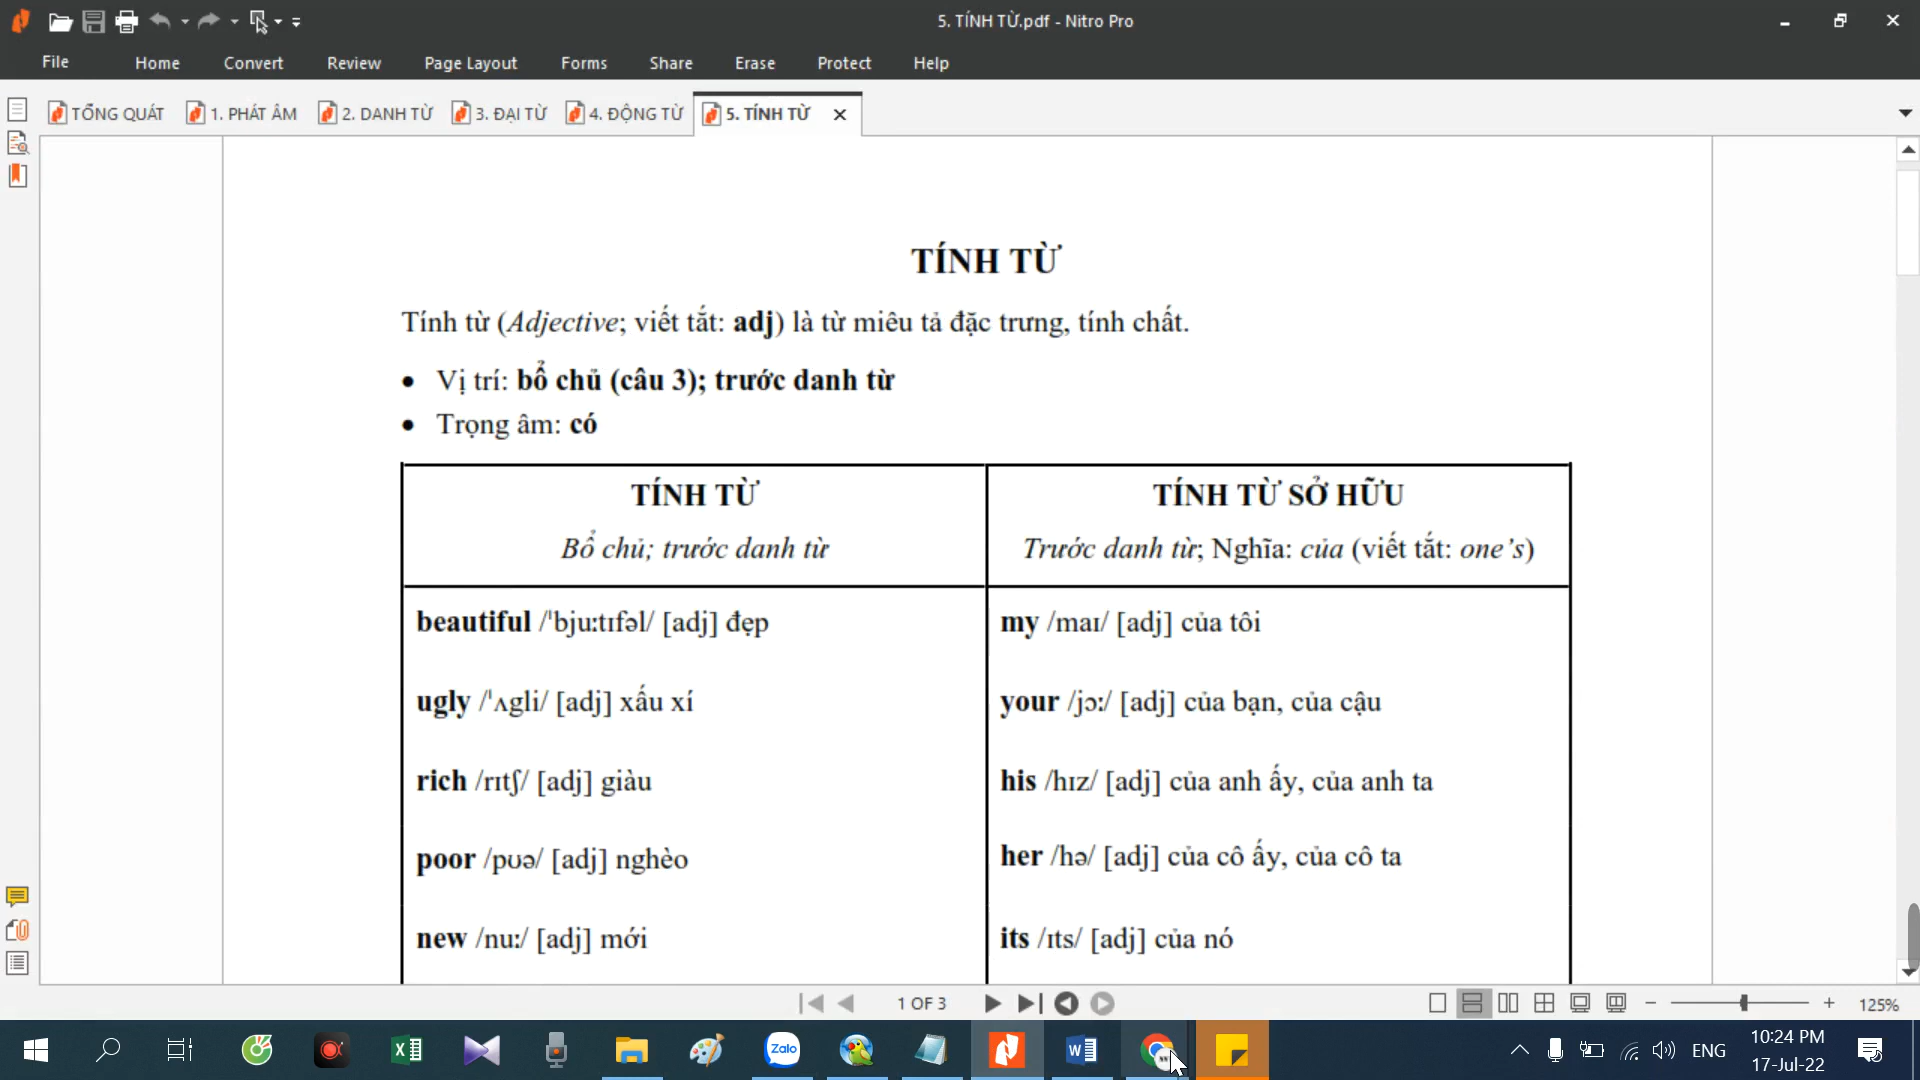 5. TÍNH TỪ.pdf - Nitro Pro
File Home Convert Review Page Layout Forms Share Erase Protect Help
TỔNG QUÁT 1. PHÁT ÂM 2. DANH TỪ 3. ĐẠI TỪ 4. ĐỘNG TỪ 5. TÍNH TỪ
TÍNH TỪ
Tính từ (Adjective; viết tắt: adj) là từ miêu tả đặc trưng, tính chất.
• Vị trí: bổ chủ (câu 3); trước danh từ
• Trọng âm: có
TÍNH TỪ
Bổ chủ; trước danh từ
TÍNH TỪ SỞ HỮU
Trước danh từ; Nghĩa: của (viết tắt: one’s)
beautiful /ˈbjuːtɪfəl/ [adj] đẹp
ugly /ˈʌgli/ [adj] xấu xí
rich /rɪtʃ/ [adj] giàu
poor /pʊə/ [adj] nghèo
new /nuː/ [adj] mới
my /maɪ/ [adj] của tôi
your /jɔː/ [adj] của bạn, của cậu
his /hɪz/ [adj] của anh ấy, của anh ta
her /hə/ [adj] của cô ấy, của cô ta
its /ɪts/ [adj] của nó
1 OF 3
125%
Zalo
ENG
10:24 PM
17-Jul-22